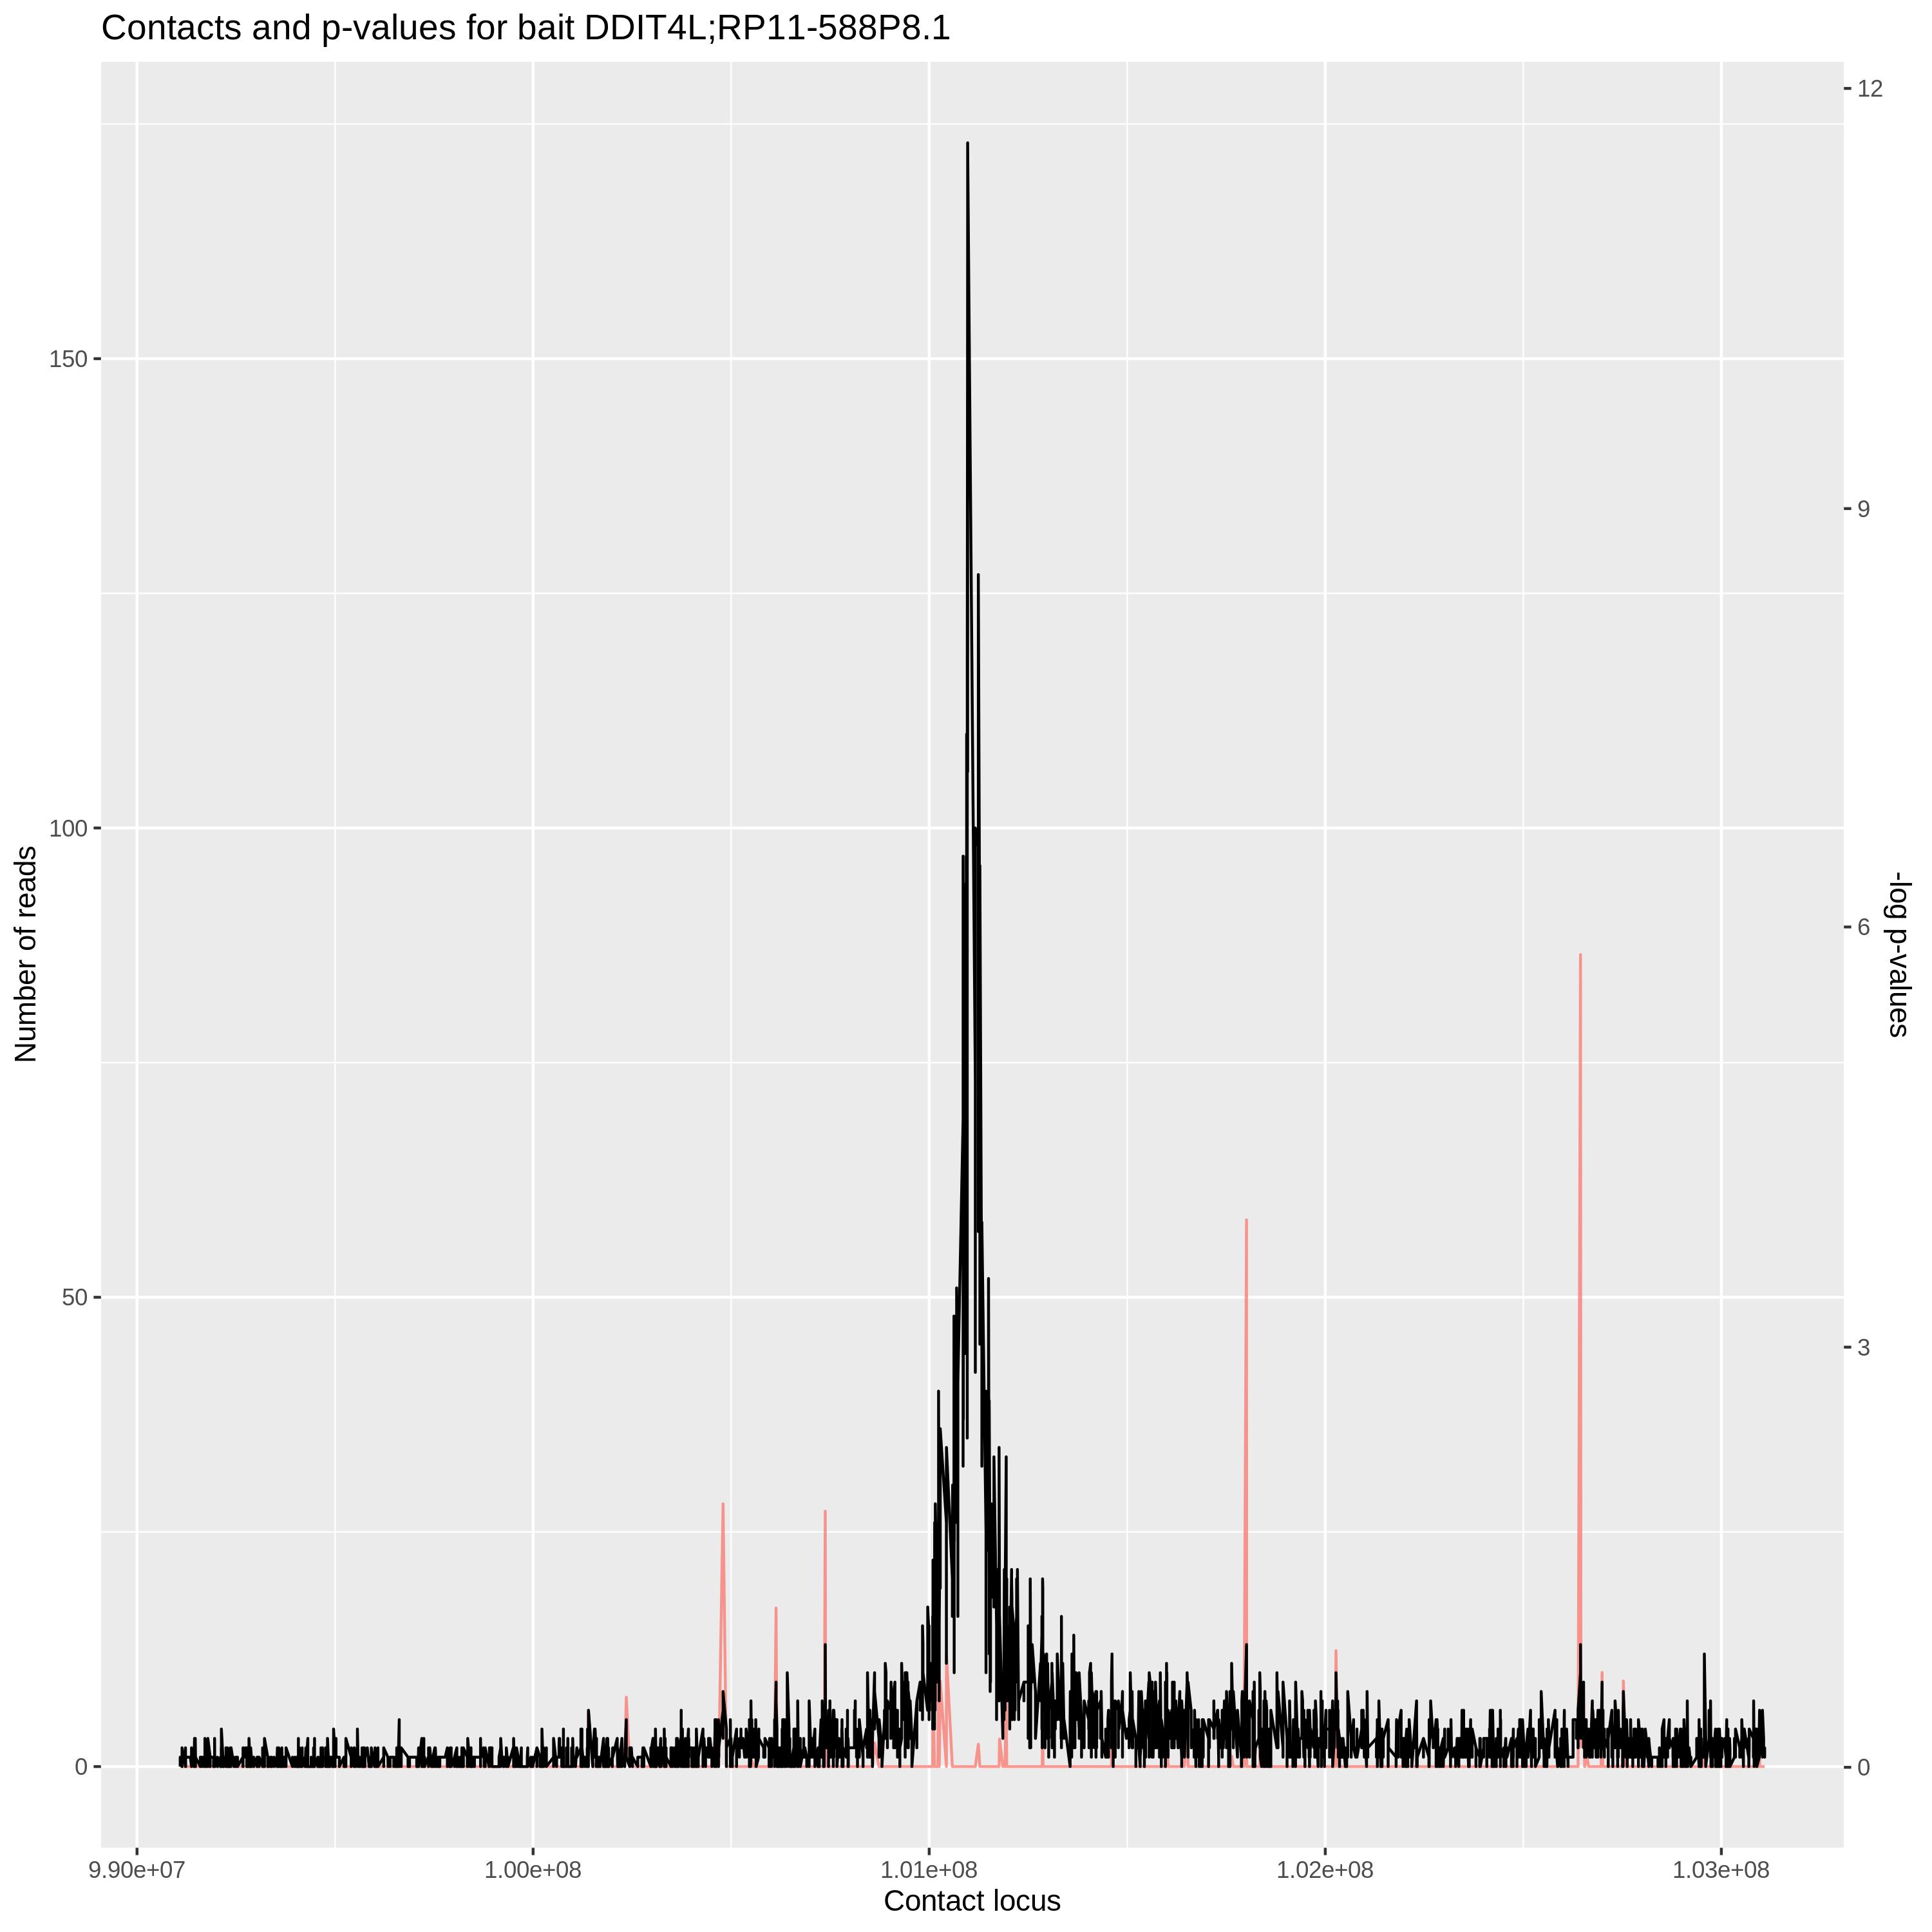 Contacts and p-values for bait DDIT4L;RP11-588P8.1
12
150
9
100
6
Number of reads
-log p-values
50
3
0
0
9.90e+07
1.00e+08
1.01e+08
1.02e+08
1.03e+08
Contact locus